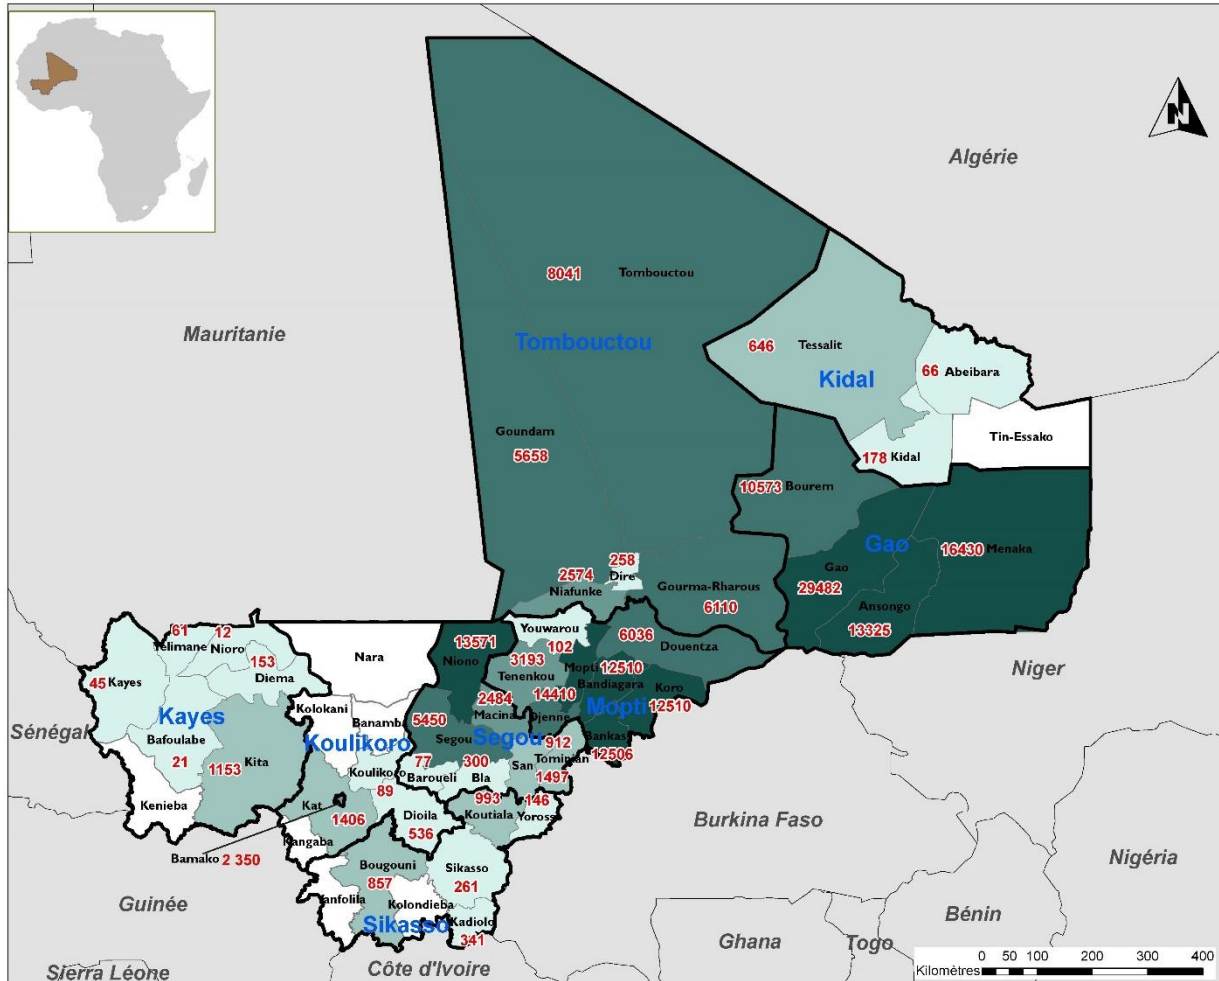 N
Algérie
8041 Tombouctou
Mauritanie
Tombouctou
646 Tessalit
Kidal
66 Abeibara
Goundam
5658
Tin-Essako
178 Kidal
10573 Bourem
Gao
16430 Menaka
258
Dire
2574
Niafunke
Gourma-Rharous
6110
Gao
29482
Ansongo
13325
Niger
61
Yelimane
12
Nioro
153
Diema
45 Kayes
Kayes
Bafoulabe
21
1153 Kita
Kenieba
Sénégal
Nara
Kolokani
Banamba
Koulikoro
Koulikoro
89
Kat
1406
Kangaba
Dioila
536
Bamako 2 350
13571
Niono
Youwarou
102
3193
Tenenkou
6036
Douentza
Mopti 12510
Bandiagara
14410
Djenne
Koro
12510
Mopti
Bankas
12506
2484
Macina
5450
Segou
Segou
912
Tominian
77
Baroueli
300
Bla
San
1497
993
Koutiala
146
Yoross
Bougouni
857
Sikasso
261
Yanfolila
Kolondieba
Sikasso
Kadiolo
341
Burkina Faso
Nigéria
Guinée
Bénin
Ghana
Togo
Sierra Léone
Côte d'Ivoire
Kilomètres 0 50 100 200 300 400